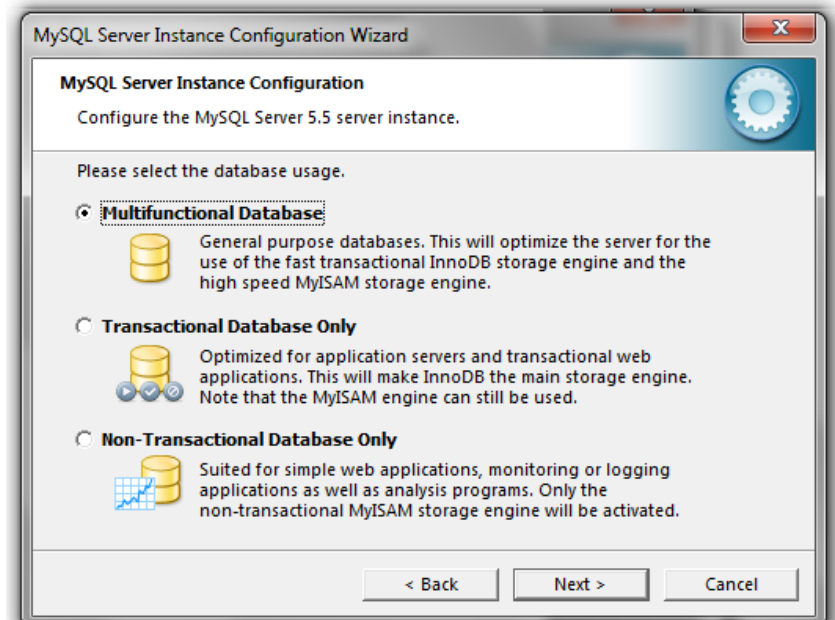 MySQL Server Instance Configuration Wizard
MySQL Server Instance Configuration
Configure the MySQL Server 5.5 server instance.
Please select the database usage.
Multifunctional Database
General purpose databases. This will optimize the server for the
use of the fast transactional InnoDB storage engine and the
high speed MyISAM storage engine.
Transactional Database Only
Optimized for application servers and transactional web
applications. This will make InnoDB the main storage engine.
Note that the MyISAM engine can still be used.
Non-Transactional Database Only
Suited for simple web applications, monitoring or logging
applications as well as analysis programs. Only the
non-transactional MyISAM storage engine will be activated.
< Back
Next >
Cancel